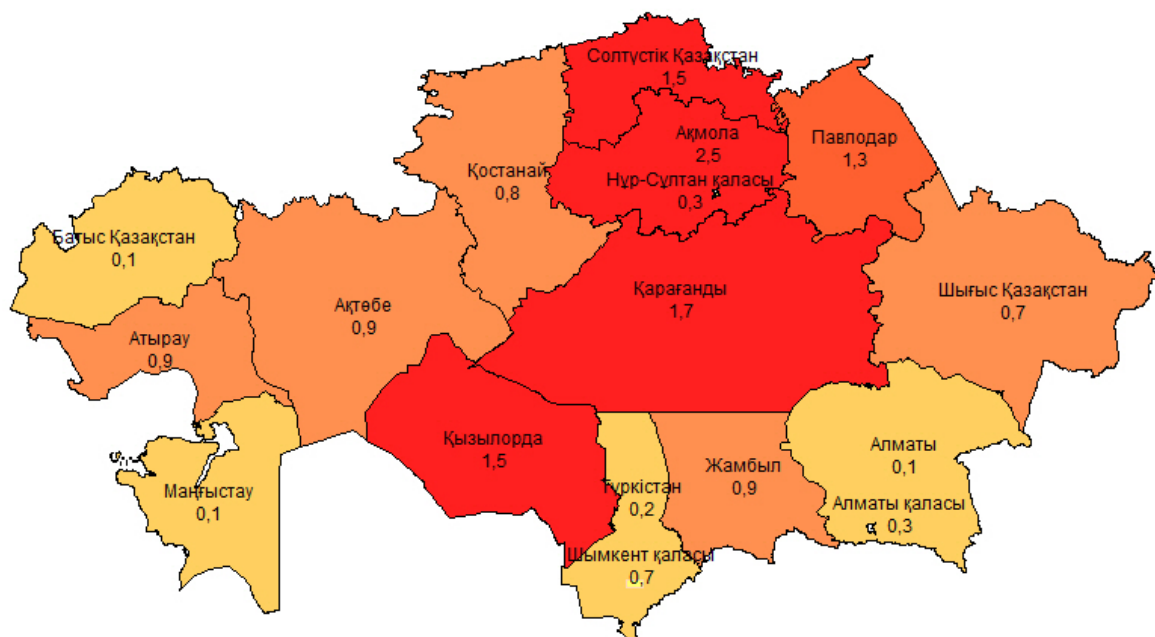 Солтүстік Қазақстан
1,5
Ақмола
2,5
Павлодар
1,3
Қостанай
0,8
Нұр-Сұлтан қаласы
0,3
Батыс Қазақстан
0,1
Ақтөбе
0,9
Қарағанды
1,7
Шығыс Қазақстан
0,7
Атырау
0,9
Қызылорда
1,5
Жамбыл
0,9
Алматы
0,1
Маңғыстау
0,1
Түркістан
0,2
Алматы қаласы
0,3
Шымкент қаласы
0,7